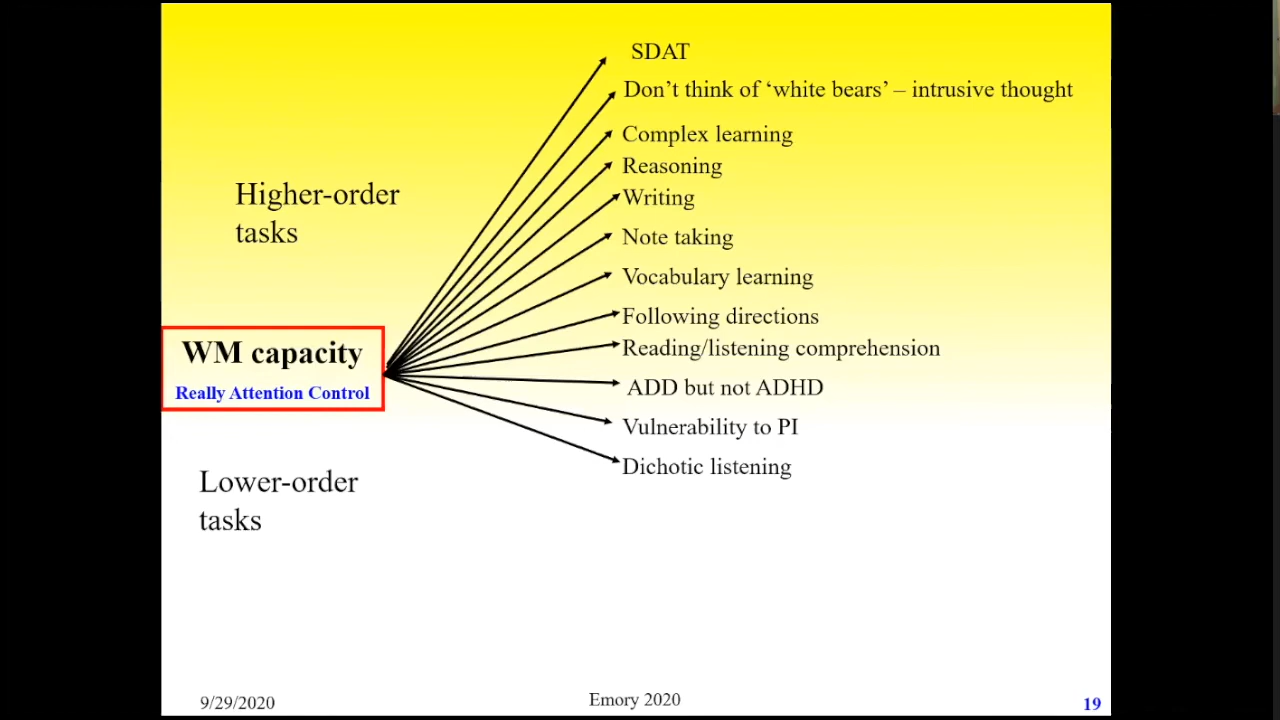 SDAT
Don't think of ‘white bears’ – intrusive thought
Complex learning
Reasoning
Writing
Note taking
Vocabulary learning
Following directions
Reading/listening comprehension
ADD but not ADHD
Vulnerability to PI
Dichotic listening
Higher-order
tasks
WM capacity
Really Attention Control
Lower-order
tasks
9/29/2020
Emory 2020
19